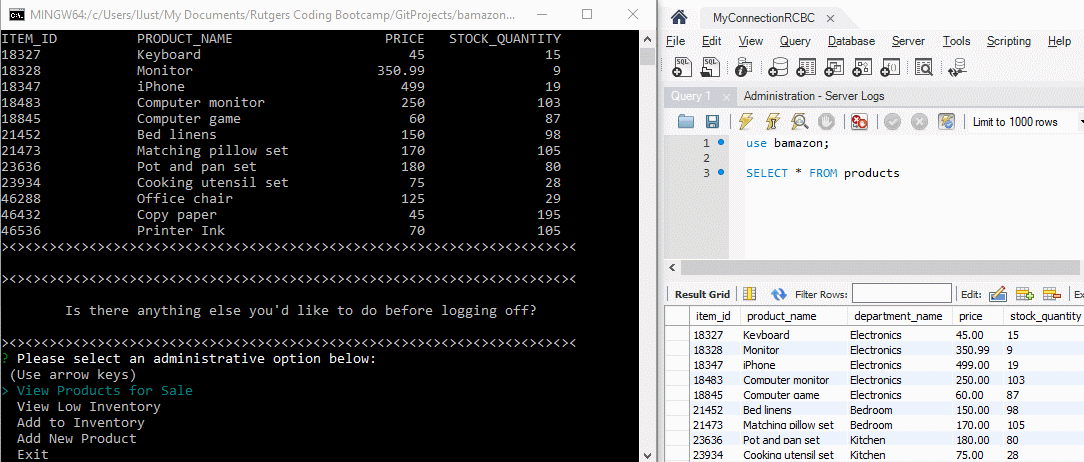 MINGW64:/c/Users/IJust/My Documents/Rutgers Coding Bootcamp/GitProjects/bamazon...
ITEM_ID PRODUCT_NAME PRICE STOCK_QUANTITY
18327 Keyboard 45 15
18328 Monitor 350.99 9
18347 iPhone 499 19
18483 Computer monitor 250 103
18845 Computer game 60 87
21452 Bed linens 150 98
21473 Matching pillow set 170 105
23636 Pot and pan set 180 80
23934 Cooking utensil set 75 28
46288 Office chair 125 29
46432 Copy paper 45 195
46536 Printer Ink 70 105
><><><><><><><><><><><><><><><><><><><><><><><><><><><><><><><><><><><><
><><><><><><><><><><><><><><><><><><><><><><><><><><><><><><><><><><><><
Is there anything else you'd like to do before logging off?
><><><><><><><><><><><><><><><><><><><><><><><><><><><><><><><><><><><><
? Please select an administrative option below:
(Use arrow keys)
> View Products for Sale
View Low Inventory
Add to Inventory
Add New Product
Exit
MyConnectionRCBC
File Edit View Query Database Server Tools Scripting Help
Query 1 Administration - Server Logs
Limit to 1000 rows
1 use bamazon;
2
3 SELECT * FROM products
Result Grid Filter Rows: Edit: Ex
item_id product_name department_name price stock_quantity
18327 Keyboard Electronics 45.00 15
18328 Monitor Electronics 350.99 9
18347 iPhone Electronics 499.00 19
18483 Computer monitor Electronics 250.00 103
18845 Computer game Electronics 60.00 87
21452 Bed linens Bedroom 150.00 98
21473 Matching pillow set Bedroom 170.00 105
23636 Pot and pan set Kitchen 180.00 80
23934 Cooking utensil set Kitchen 75.00 28